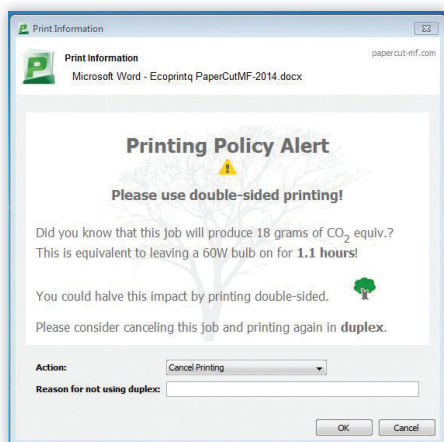 Print Information
papercut-mf.com
Print Information
Microsoft Word - Ecoprintq PaperCutMF-2014.docx
Printing Policy Alert
Please use double-sided printing!
Did you know that this job will produce 18 grams of CO2 equiv.?
This is equivalent to leaving a 60W bulb on for 1.1 hours!
You could halve this impact by printing double-sided.
Please consider canceling this job and printing again in duplex.
Action: Cancel Printing
Reason for not using duplex:
OK Cancel